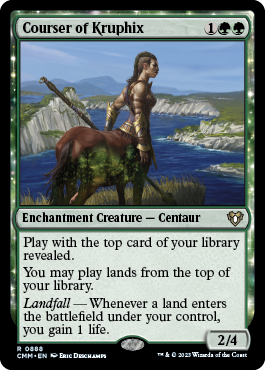 Courser of Kruphix 1
Enchantment Creature — Centaur
Play with the top card of your library
revealed.
You may play lands from the top of
your library.
Landfall — Whenever a land enters
the battlefield under your control,
you gain 1 life.
2/4
R 0888
CMM • EN Eric Deschamps
™ & © 2023 Wizards of the Coast